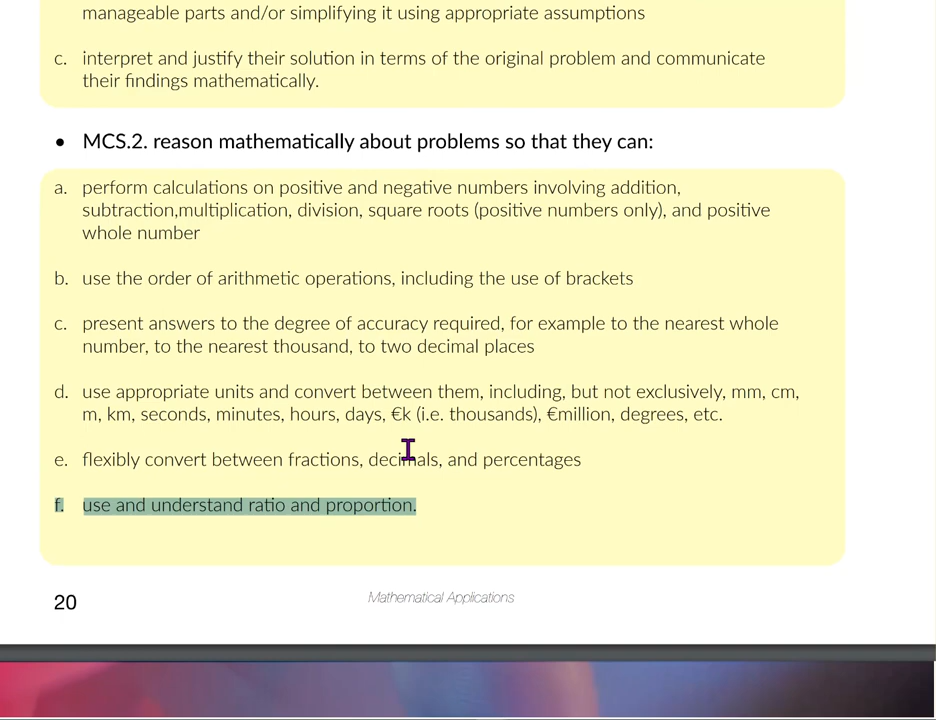 manageable parts and/or simplifying it using appropriate assumptions
c. interpret and justify their solution in terms of the original problem and communicate
their findings mathematically.
• MCS.2. reason mathematically about problems so that they can:
a. perform calculations on positive and negative numbers involving addition,
subtraction,multiplication, division, square roots (positive numbers only), and positive
whole number
b. use the order of arithmetic operations, including the use of brackets
c. present answers to the degree of accuracy required, for example to the nearest whole
number, to the nearest thousand, to two decimal places
d. use appropriate units and convert between them, including, but not exclusively, mm, cm,
m, km, seconds, minutes, hours, days, €k (i.e. thousands), €million, degrees, etc.
e. flexibly convert between fractions, decimals, and percentages
f. use and understand ratio and proportion.
20 Mathematical Applications